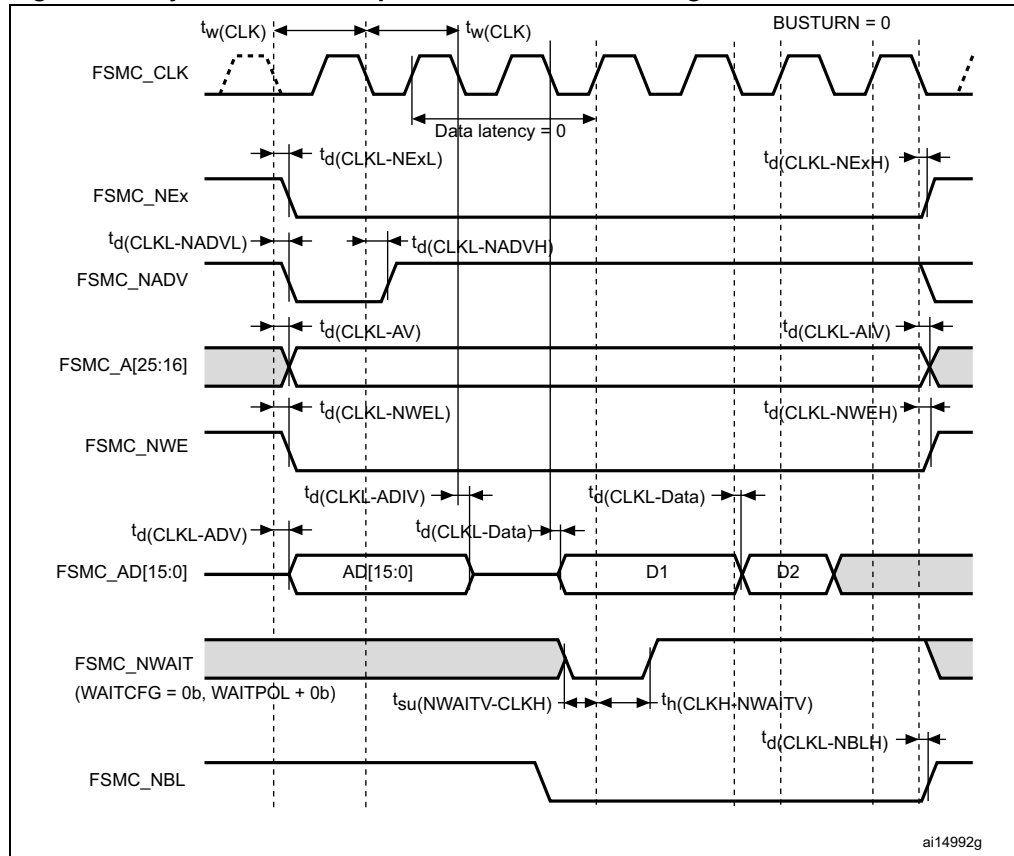 tw(CLK) tw(CLK) BUSTURN = 0
FSMC_CLK
Data latency = 0
td(CLKL-NExL) td(CLKL-NExH)
FSMC_NEx
td(CLKL-NADVL) td(CLKL-NADVH)
FSMC_NADV
td(CLKL-AV) td(CLKL-AIV)
FSMC_A[25:16]
td(CLKL-NWEL) td(CLKL-NWEH)
FSMC_NWE
td(CLKL-ADIV) td(CLKL-Data)
td(CLKL-ADV) td(CLKL-Data)
FSMC_AD[15:0] AD[15:0] D1 D2
FSMC_NWAIT
(WAITCFG = 0b, WAITPOL + 0b) tsu(NWAITV-CLKH) th(CLKH-NWAITV)
td(CLKL-NBLH)
FSMC_NBL
ai14992g